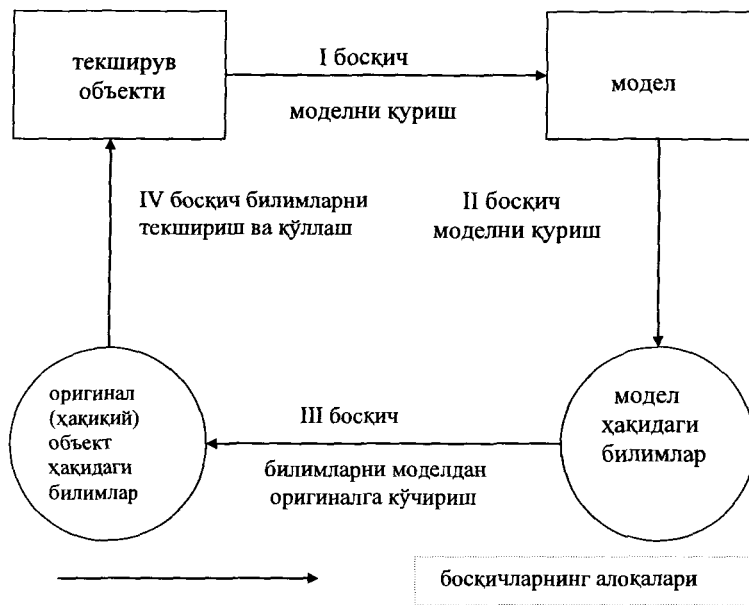 текширув
объекти
I босқич
моделни қуриш
модел
IV босқич билимларни
текшириш ва қўллаш
II босқич
моделни қуриш
оригинал
(ҳақиқий)
объект
ҳақидаги
билимлар
III босқич
билимларни моделдан
оригиналга кўчириш
модел
ҳақидаги
билимлар
босқичларнинг алоқалари